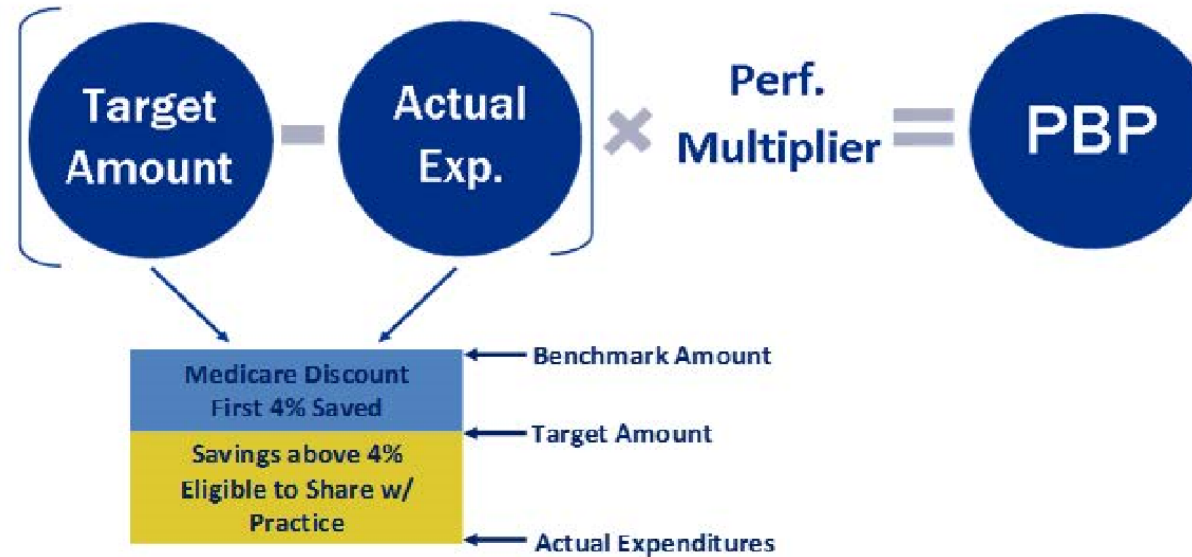 Target
Amount
Actual
Exp.
Perf.
Multiplier
PBP
Medicare Discount
First 4% Saved
Savings above 4%
Eligible to Share w/
Practice
Benchmark Amount
Target Amount
Actual Expenditures